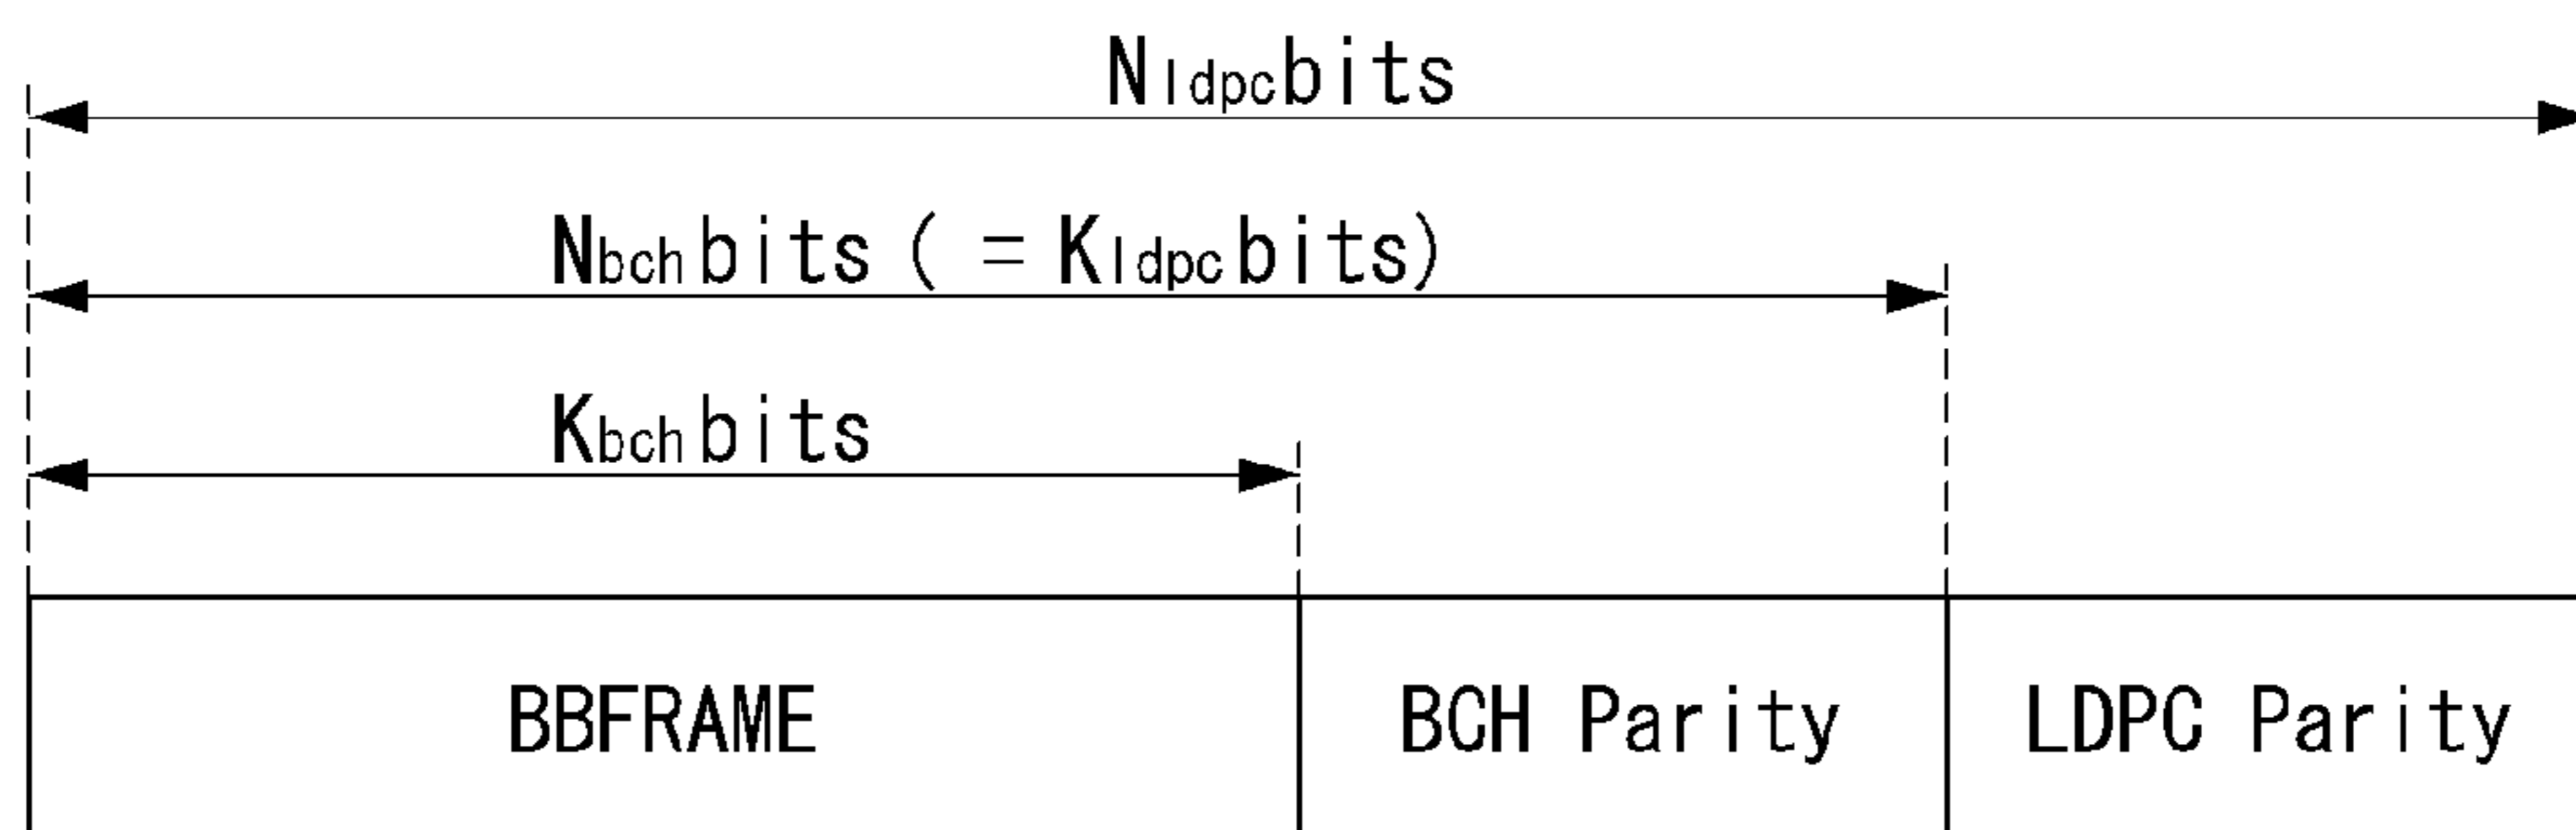 Nldpcbits
Nbchbits ( = Kldpcbits)
Kbchbits
BBFRAME BCH Parity LDPC Parity